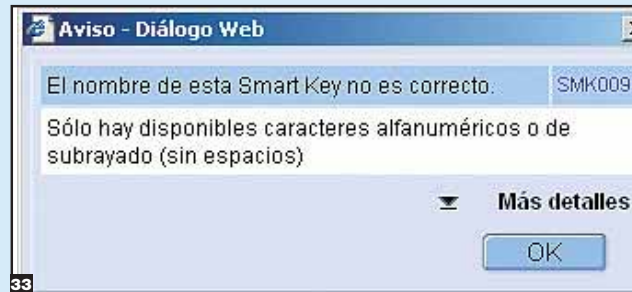 Aviso - Diálogo Web
El nombre de esta Smart Key no es correcto. SMK009
Sólo hay disponibles caracteres alfanuméricos o de
subrayado (sin espacios)
Más detalles
OK
33